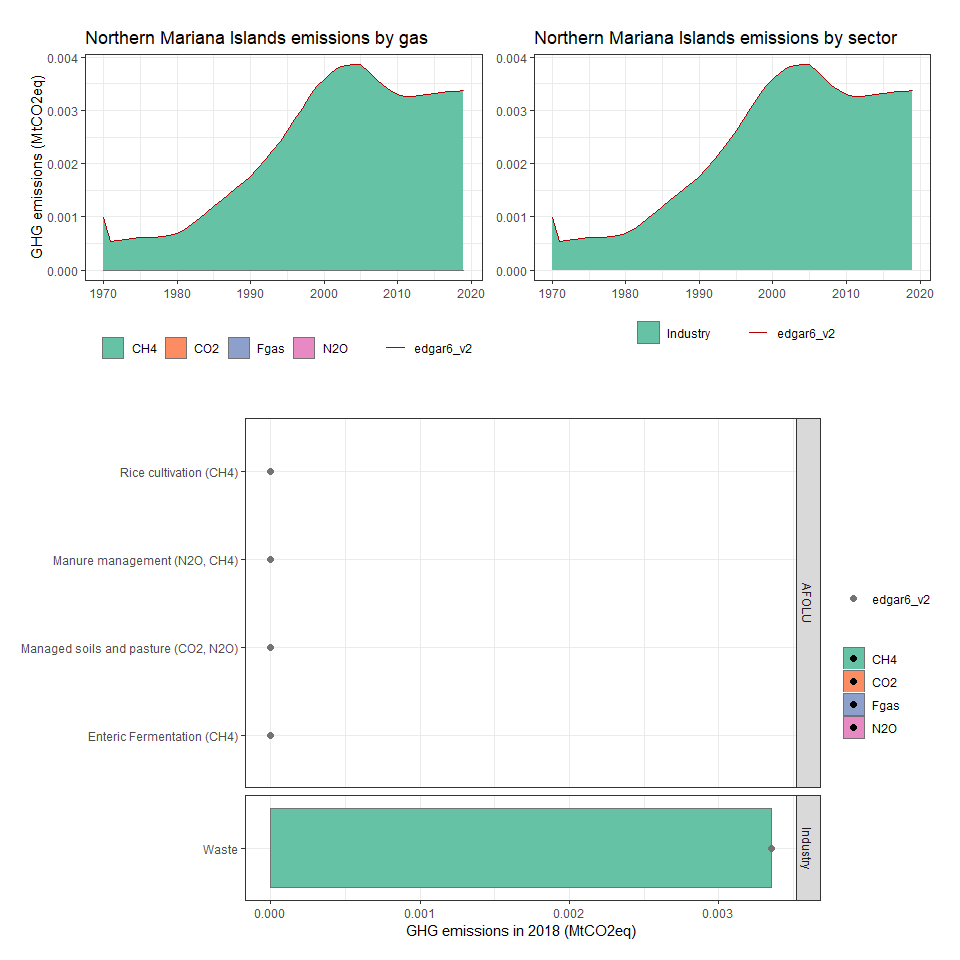 Northern Mariana Islands emissions by gas
GHG emissions (MtCO2eq)
0.004
0.003
0.002
0.001
0.000
1970 1980 1990 2000 2010 2020
CH4 CO2 Fgas N2O edgar6_v2
Northern Mariana Islands emissions by sector
0.004
0.003
0.002
0.001
0.000
1970 1980 1990 2000 2010 2020
Industry edgar6_v2
Rice cultivation (CH4)
Manure management (N2O, CH4)
Managed soils and pasture (CO2, N2O)
Enteric Fermentation (CH4)
AFOLU
Waste
Industry
0.000 0.001 0.002 0.003
GHG emissions in 2018 (MtCO2eq)
edgar6_v2
CH4
CO2
Fgas
N2O